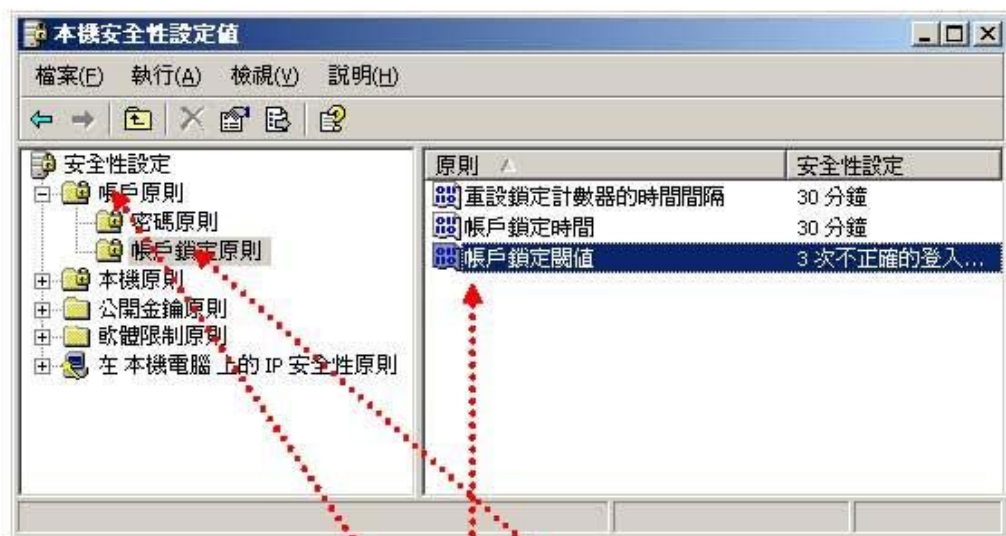 本機安全性設定值
檔案(F) 執行(A) 檢視(V) 說明(H)
安全性設定
帳戶原則
密碼原則
帳戶鎖定原則
本機原則
公開金鑰原則
軟體限制原則
在 本機電腦 上的 IP 安全性原則
原則 安全性設定
重設鎖定計數器的時間間隔 30 分鐘
帳戶鎖定時間 30 分鐘
帳戶鎖定閾值 3 次不正確的登入...